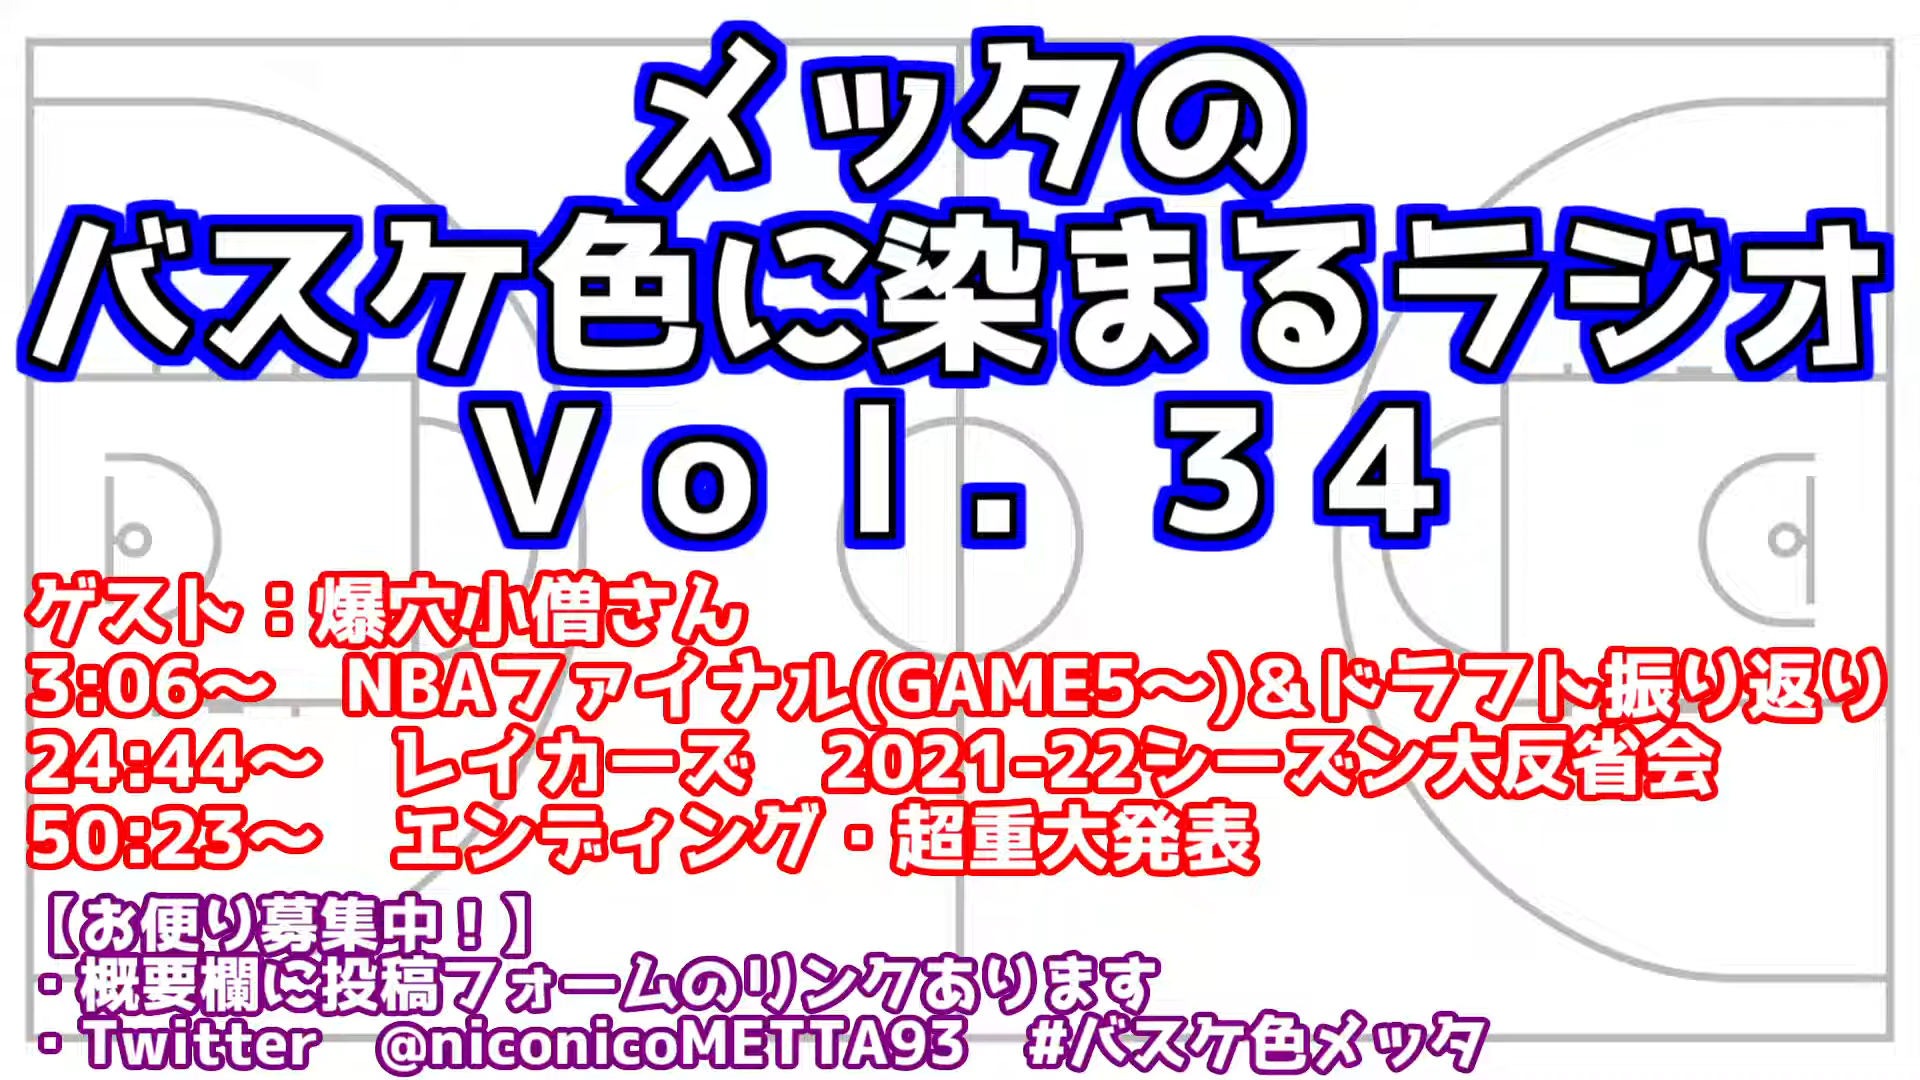 メッタの
バスケ色に染まるラジオ
Ｖｏｌ．３４
ゲスト：爆穴小僧さん
3:06～　NBAファイナル(GAME5～)&ドラフト振り返り
24:44～　レイカーズ　2021-22シーズン大反省会
50:23～　エンディング・超重大発表
【お便り募集中！】
・概要欄に投稿フォームのリンクあります
・Twitter　@niconicoMETTA93　#バスケ色メッタ